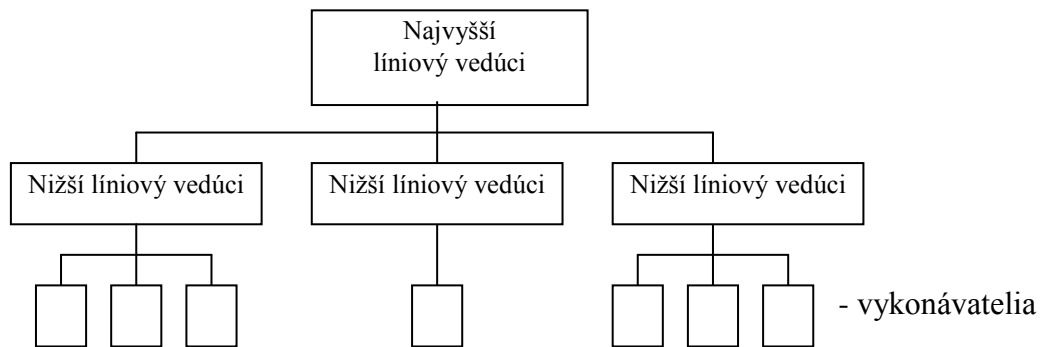 Najvyšší
líniový vedúci
Nižší líniový vedúci
Nižší líniový vedúci
Nižší líniový vedúci
- vykonávatelia